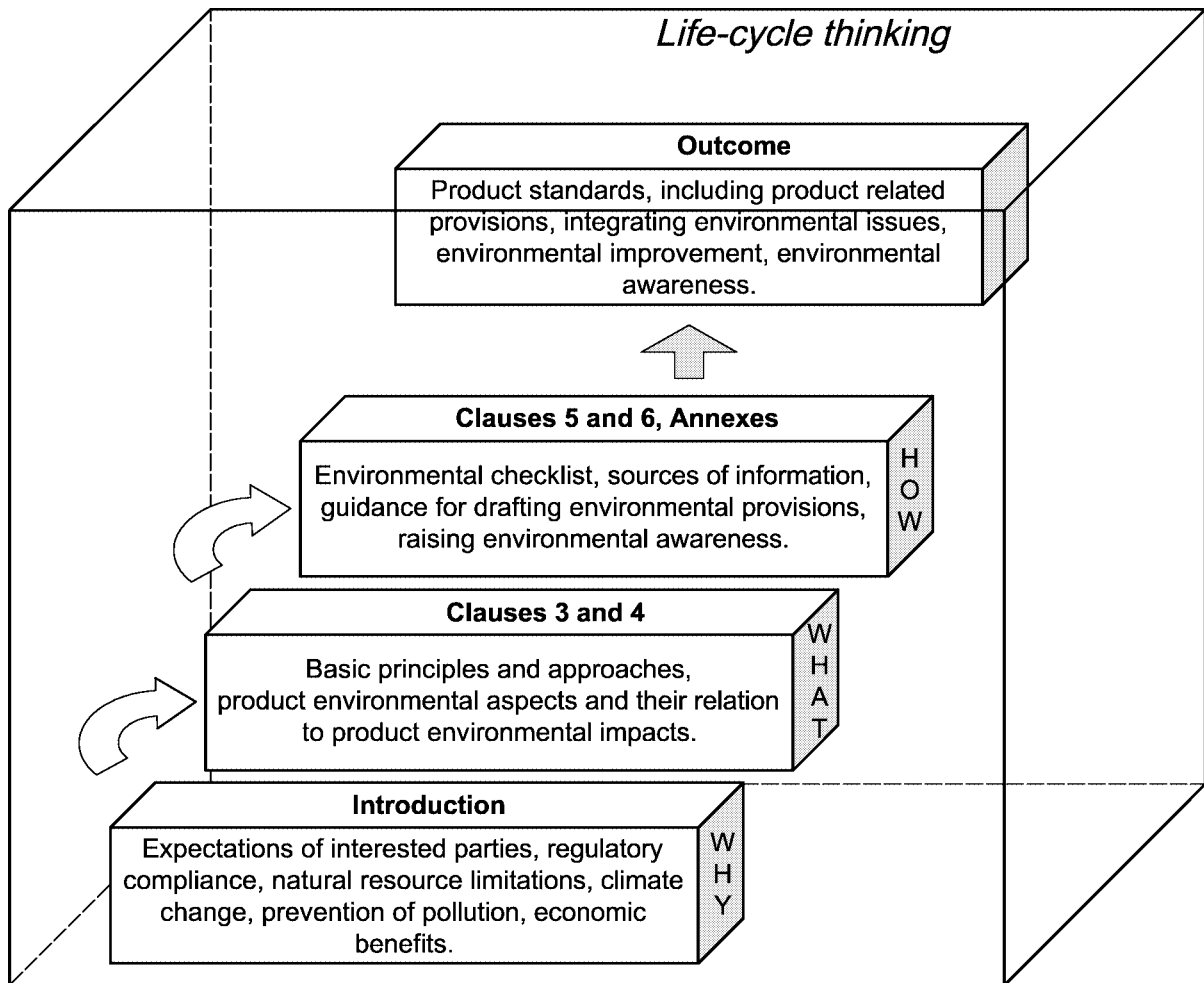 Life-cycle thinking
Outcome
Product standards, including product related
provisions, integrating environmental issues,
environmental improvement, environmental
awareness.
Clauses 5 and 6, Annexes
Environmental checklist, sources of information,
guidance for drafting environmental provisions,
raising environmental awareness.
HOW
Clauses 3 and 4
Basic principles and approaches,
product environmental aspects and their relation
to product environmental impacts.
WHAT
Introduction
Expectations of interested parties, regulatory
compliance, natural resource limitations, climate
change, prevention of pollution, economic
benefits.
WHY